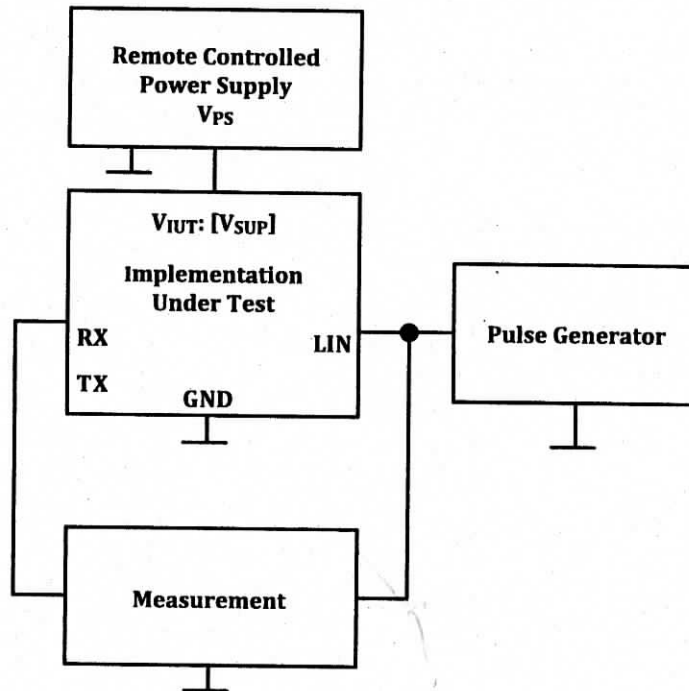 Remote Controlled
Power Supply
VPS
VIUT: [VSUP]
Implementation
Under Test
RX
LIN
TX
GND
Pulse Generator
Measurement